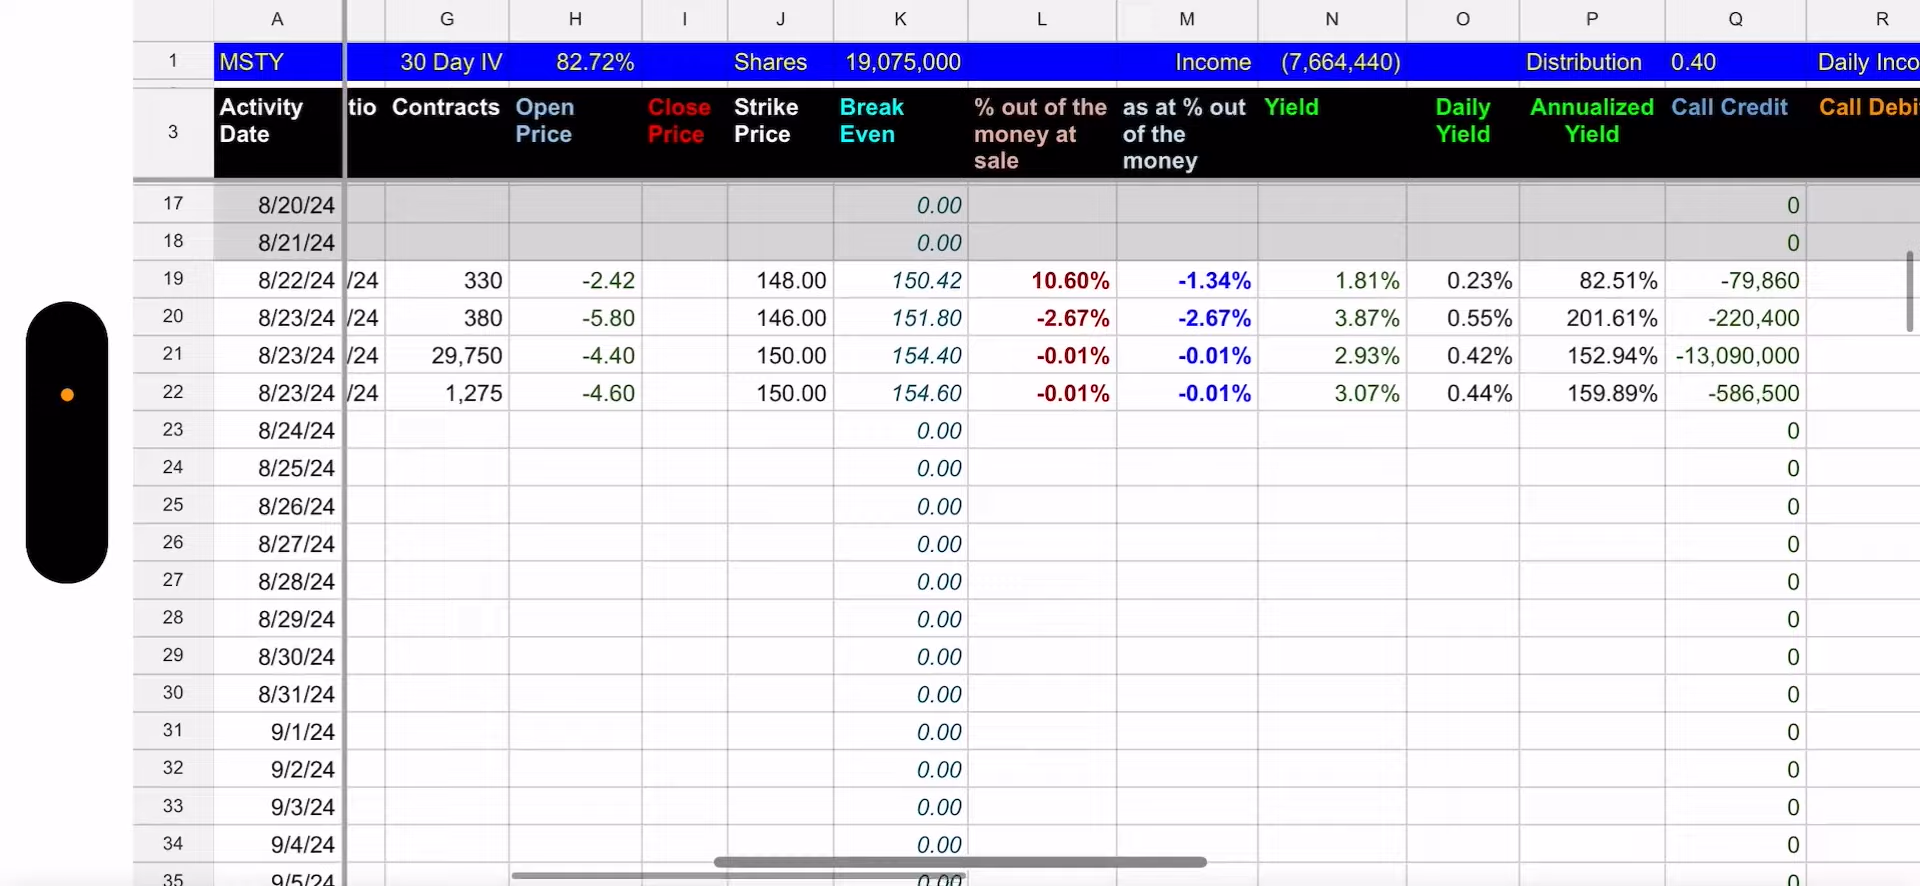 A G H I J K L M N O P Q R
1 MSTY 30 Day IV 82.72% Shares 19,075,000 Income (7,664,440) Distribution 0.40 Daily Inco
3 Activity Date tio Contracts Open Price Close Price Strike Price Break Even % out of the money at sale as at % out of the money Yield Daily Yield Annualized Yield Call Credit Call Debi
17 8/20/24 0.00 0
18 8/21/24 0.00 0
19 8/22/24 /24 330 -2.42 148.00 150.42 10.60% -1.34% 1.81% 0.23% 82.51% -79,860
20 8/23/24 /24 380 -5.80 146.00 151.80 -2.67% -2.67% 3.87% 0.55% 201.61% -220,400
21 8/23/24 /24 29,750 -4.40 150.00 154.40 -0.01% -0.01% 2.93% 0.42% 152.94% -13,090,000
22 8/23/24 /24 1,275 -4.60 150.00 154.60 -0.01% -0.01% 3.07% 0.44% 159.89% -586,500
23 8/24/24 0.00 0
24 8/25/24 0.00 0
25 8/26/24 0.00 0
26 8/27/24 0.00 0
27 8/28/24 0.00 0
28 8/29/24 0.00 0
29 8/30/24 0.00 0
30 8/31/24 0.00 0
31 9/1/24 0.00 0
32 9/2/24 0.00 0
33 9/3/24 0.00 0
34 9/4/24 0.00 0
35 9/5/24 0.00 0